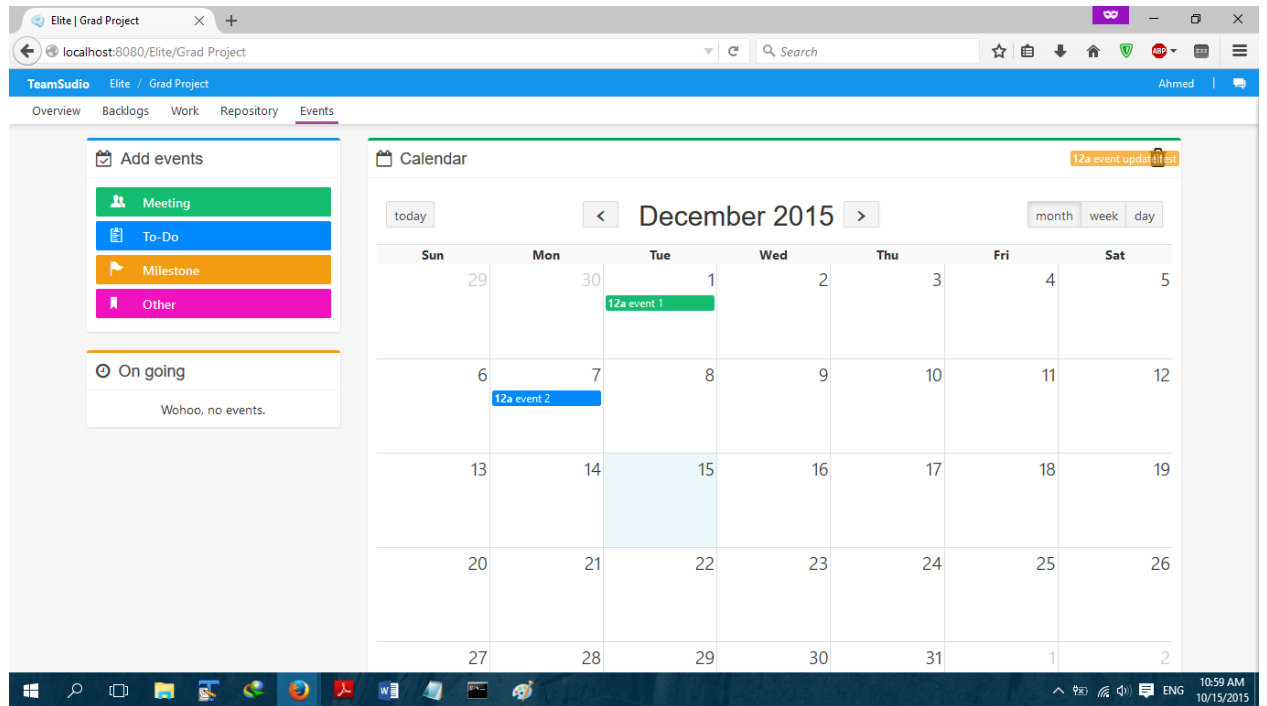 Elite | Grad Project
localhost:8080/Elite/Grad Project
Search
ABP
TeamSudio Elite / Grad Project Ahmed |
Overview Backlogs Work Repository Events
Add events
Meeting
To-Do
Milestone
Other
On going
Wohoo, no events.
Calendar
12a event update test
today < December 2015 > month week day
Sun Mon Tue Wed Thu Fri Sat
29 30 1 2 3 4 5
12a event 1
6 7 8 9 10 11 12
12a event 2
13 14 15 16 17 18 19
20 21 22 23 24 25 26
27 28 29 30 31 1 2
ENG
10:59 AM
10/15/2015